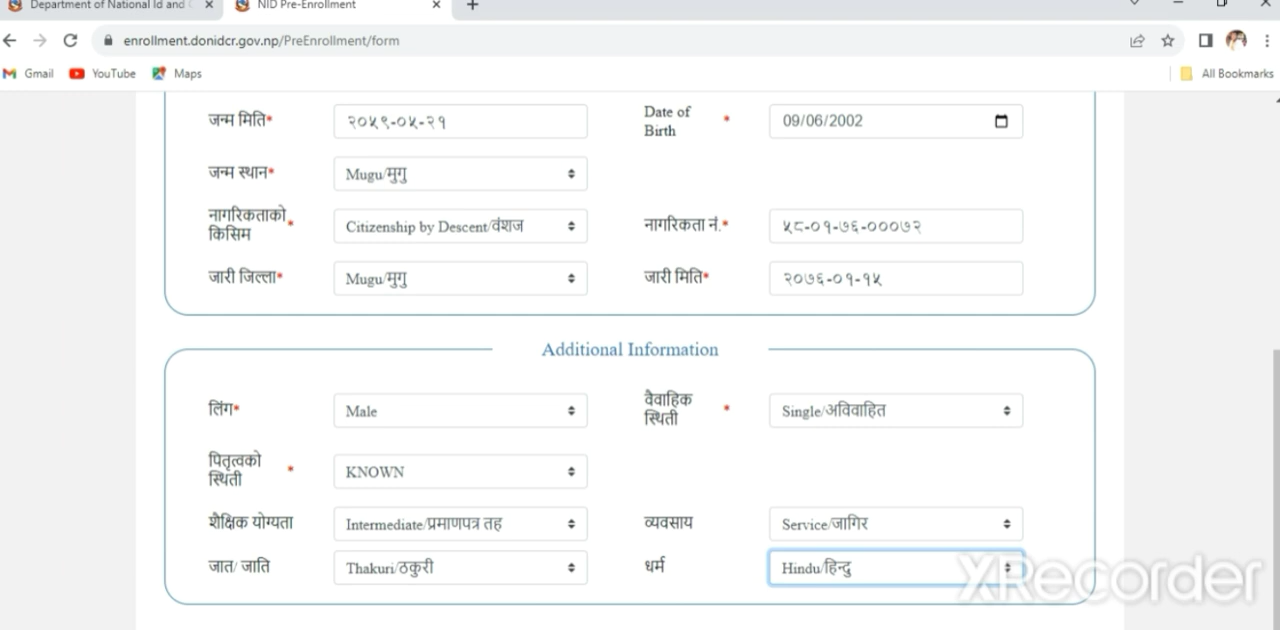 Department of National Id and
NID Pre-Enrollment
enrollment.donidcr.gov.np/PreEnrollment/form
Gmail YouTube Maps All Bookmarks
जन्म मिति* २०५९-०५-२१ Date of Birth * 09/06/2002
जन्म स्थान* Mugu/मुगु
नागरिकताको किसिम * Citizenship by Descent/वंशज नागरिकता नं.* ५८-०१-७६-०००७२
जारी जिल्ला* Mugu/मुगु जारी मिति* २०७६-०१-१५
Additional Information
लिंग* Male वैवाहिक स्थिती * Single/अविवाहित
पितृत्वको स्थिती * KNOWN
शैक्षिक योग्यता Intermediate/प्रमाणपत्र तह व्यवसाय Service/जागिर
जात/ जाति Thakuri/ठकुरी धर्म Hindu/हिन्दु
XRecorder